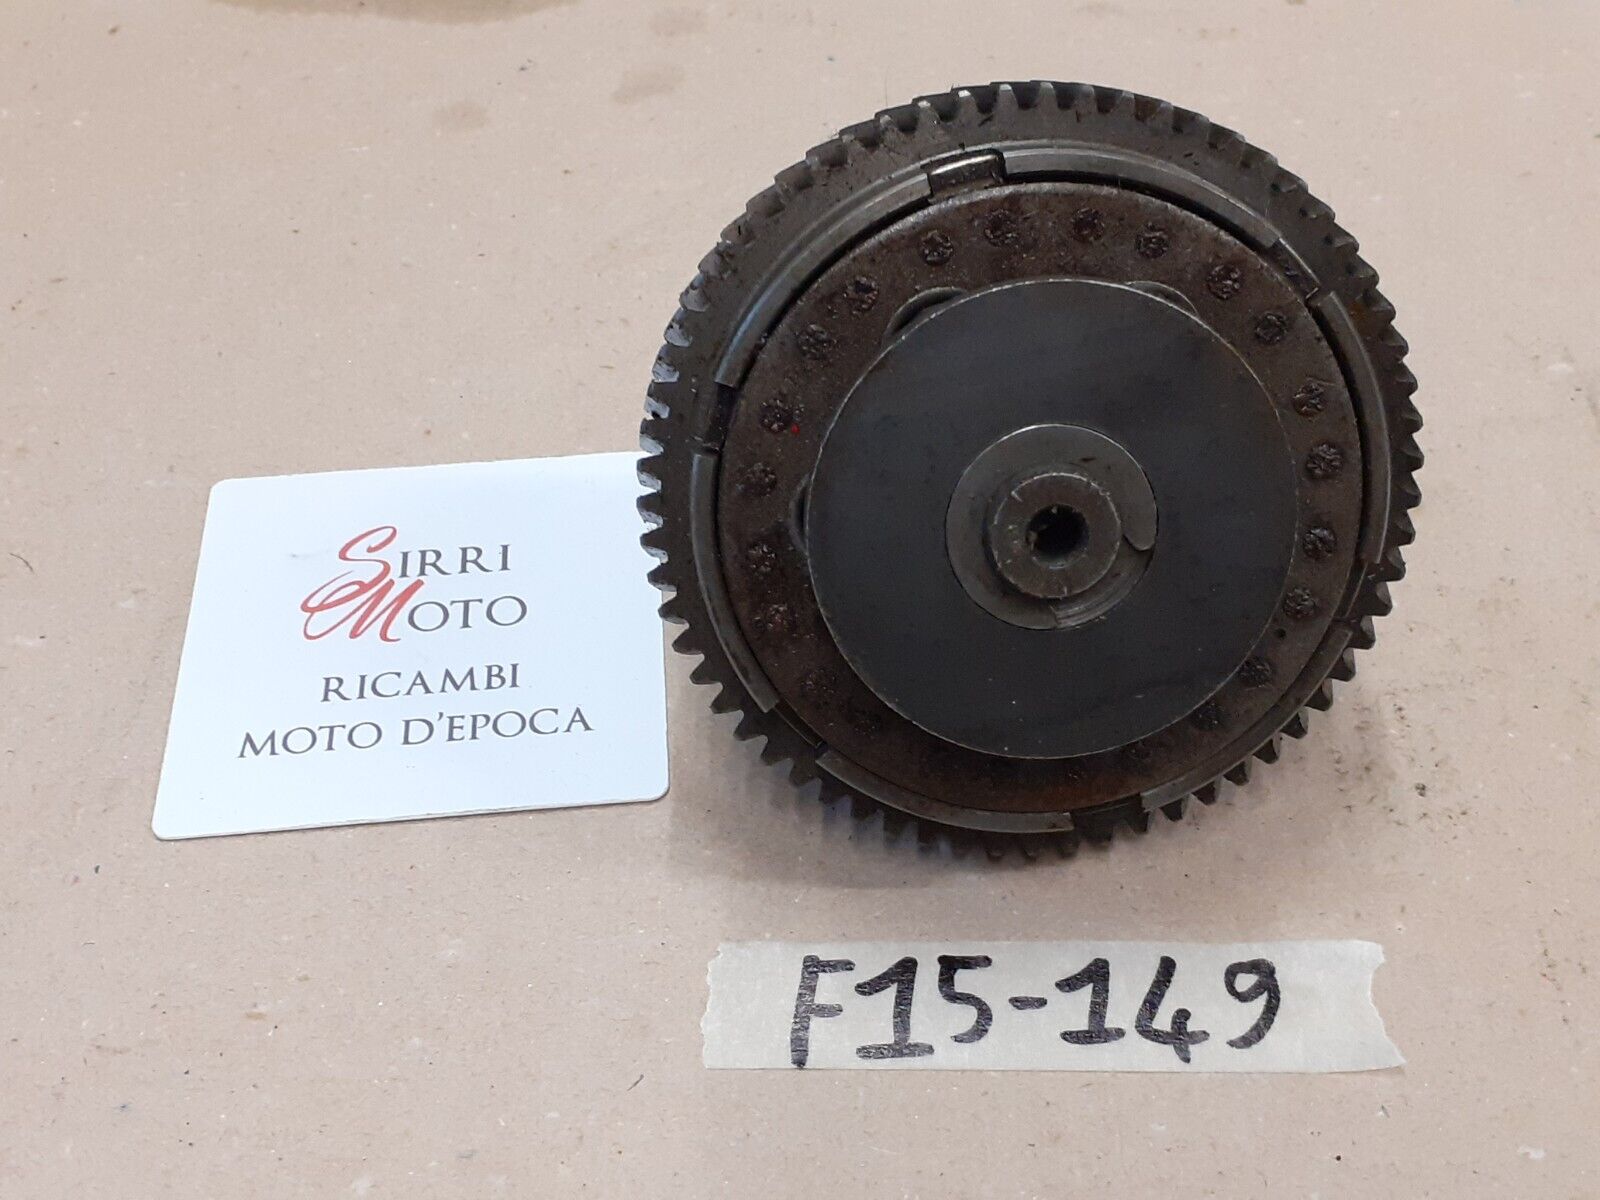 SIRRI
MOTO
RICAMBI
MOTO D'EPOCA
F15-149